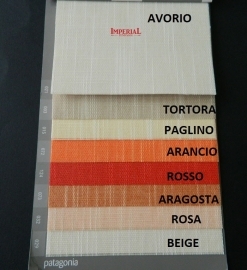 AVORIO
IMPERIAL
TORTORA
PAGLINO
ARANCIO
ROSSO
ARAGOSTA
ROSA
BEIGE
patagonia